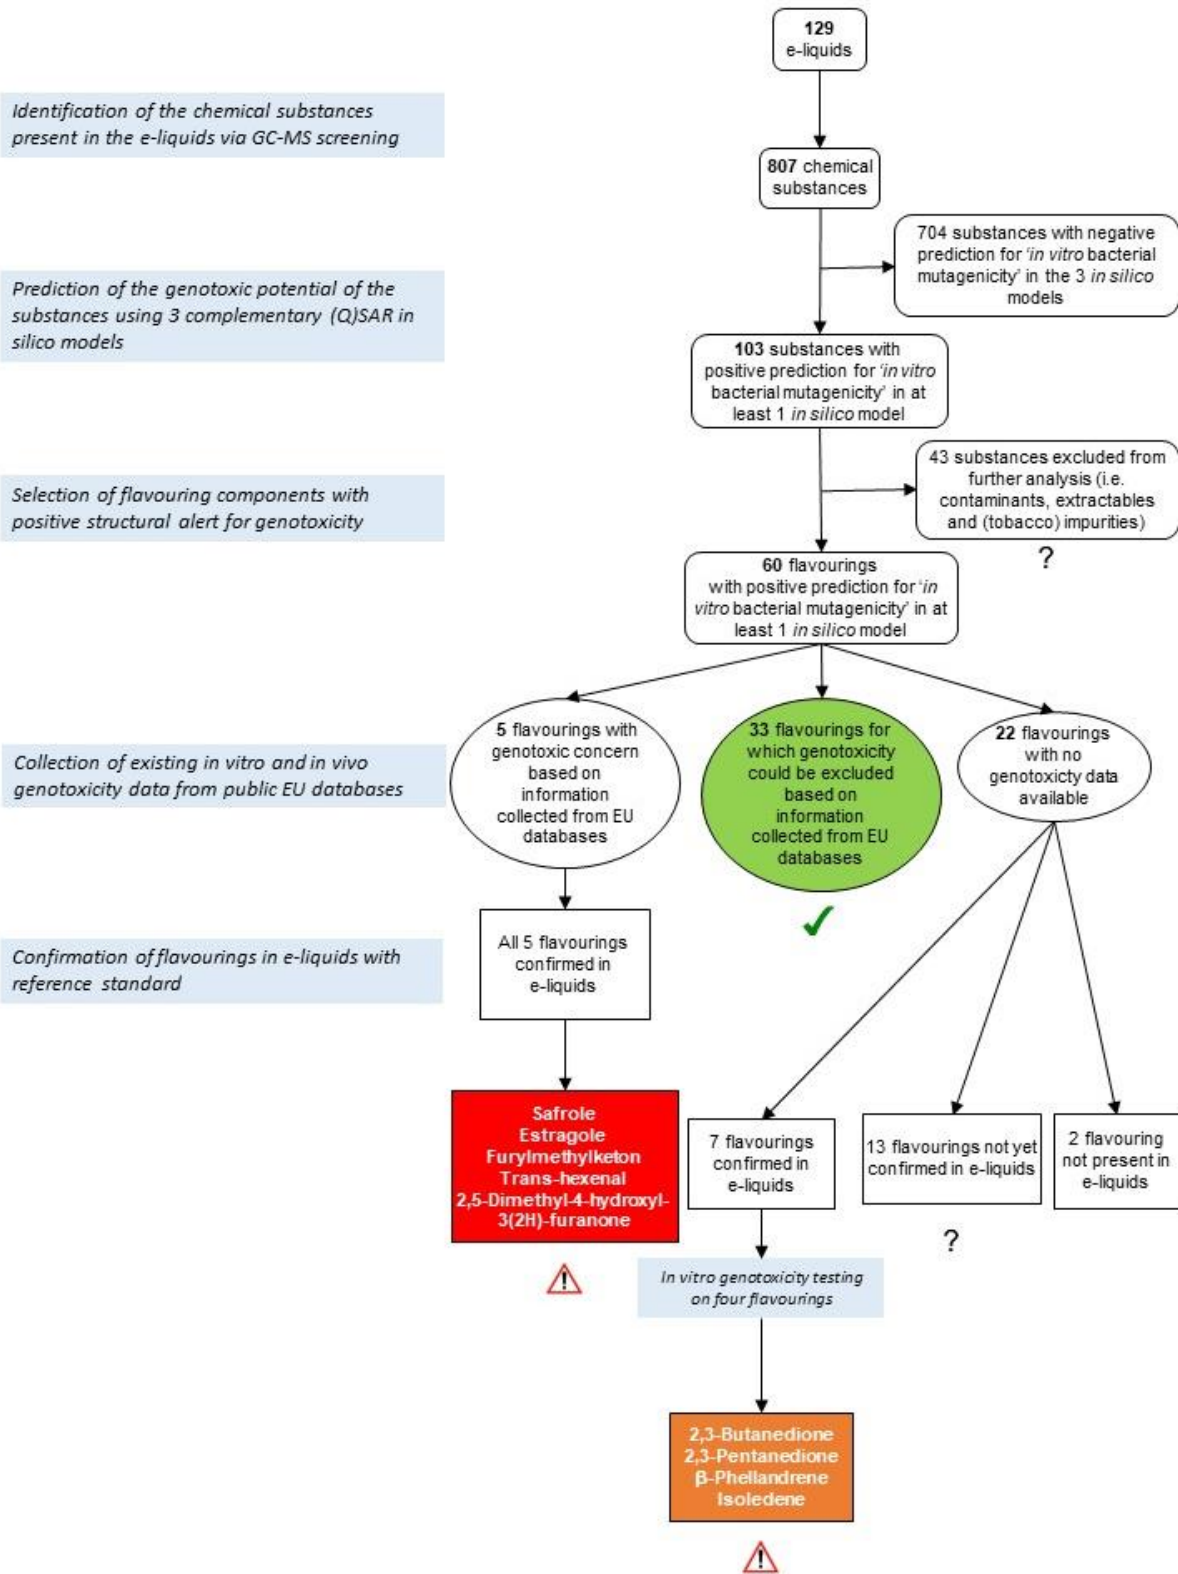 129
e-liquids
Identification of the chemical substances
present in the e-liquids via GC-MS screening
807 chemical
substances
704 substances with negative
prediction for 'in vitro bacterial
mutagenicity' in the 3 in silico
models
Prediction of the genotoxic potential of the
substances using 3 complementary (Q)SAR in
silico models
103 substances with
positive prediction for 'in vitro
bacterial mutagenicity' in at
least 1 in silico model
43 substances excluded from
further analysis (i.e.
contaminants, extractables
and (tobacco) impurities)
?
Selection of flavouring components with
positive structural alert for genotoxicity
60 flavourings
with positive prediction for 'in
vitro bacterial mutagenicity' in at
least 1 in silico model
Collection of existing in vitro and in vivo
genotoxicity data from public EU databases
5 flavourings with
genotoxic concern
based on
information
collected from EU
databases
33 flavourings for
which genotoxicity
could be excluded
based on
information
collected from EU
databases
22 flavourings
with no
genotoxicty data
available
Confirmation of flavourings in e-liquids with
reference standard
All 5 flavourings
confirmed in
e-liquids
Safrole
Estragole
Furylmethylketon
Trans-hexenal
2,5-Dimethyl-4-hydroxyl-
3(2H)-furanone
7 flavourings
confirmed in
e-liquids
13 flavourings not yet
confirmed in e-liquids
?
2 flavouring
not present in
e-liquids
In vitro genotoxicity testing
on four flavourings
2,3-Butanedione
2,3-Pentanedione
β-Phellandrene
Isoledene